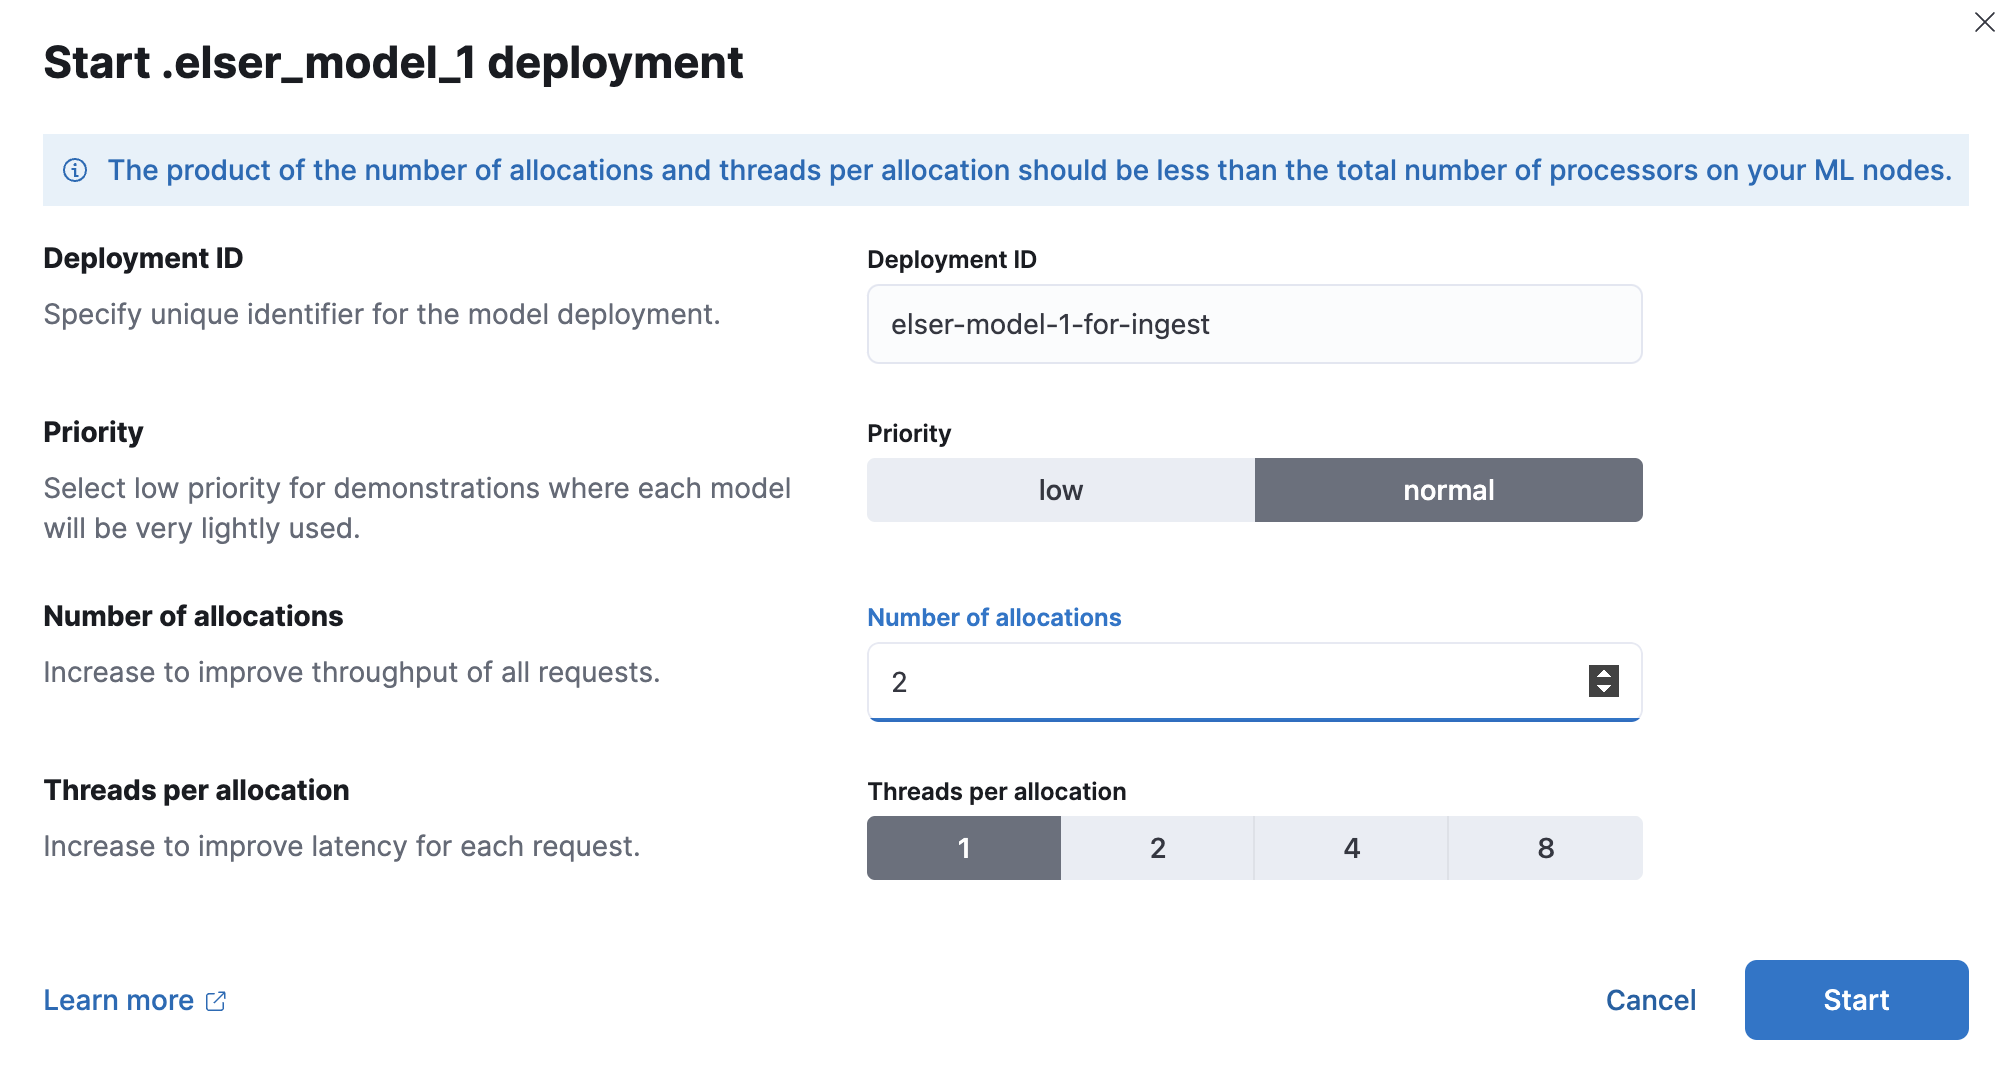 Start .elser_model_1 deployment
The product of the number of allocations and threads per allocation should be less than the total number of processors on your ML nodes.
Deployment ID
Specify unique identifier for the model deployment.
Deployment ID
elser-model-1-for-ingest
Priority
Select low priority for demonstrations where each model
will be very lightly used.
Priority
low normal
Number of allocations
Increase to improve throughput of all requests.
Number of allocations
2
Threads per allocation
Increase to improve latency for each request.
Threads per allocation
1 2 4 8
Learn more
Cancel
Start